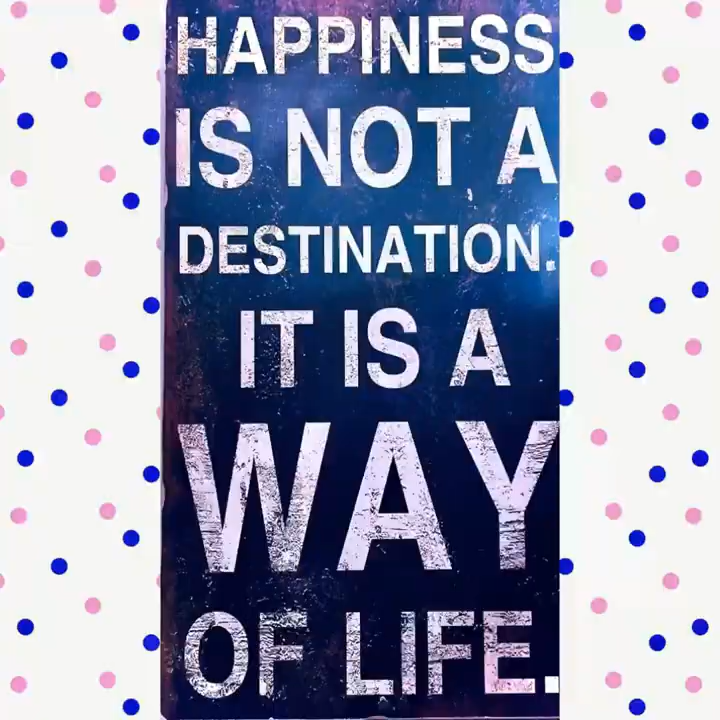 HAPPINESS
IS NOT A
DESTINATION.
IT IS A
WAY
OF LIFE.